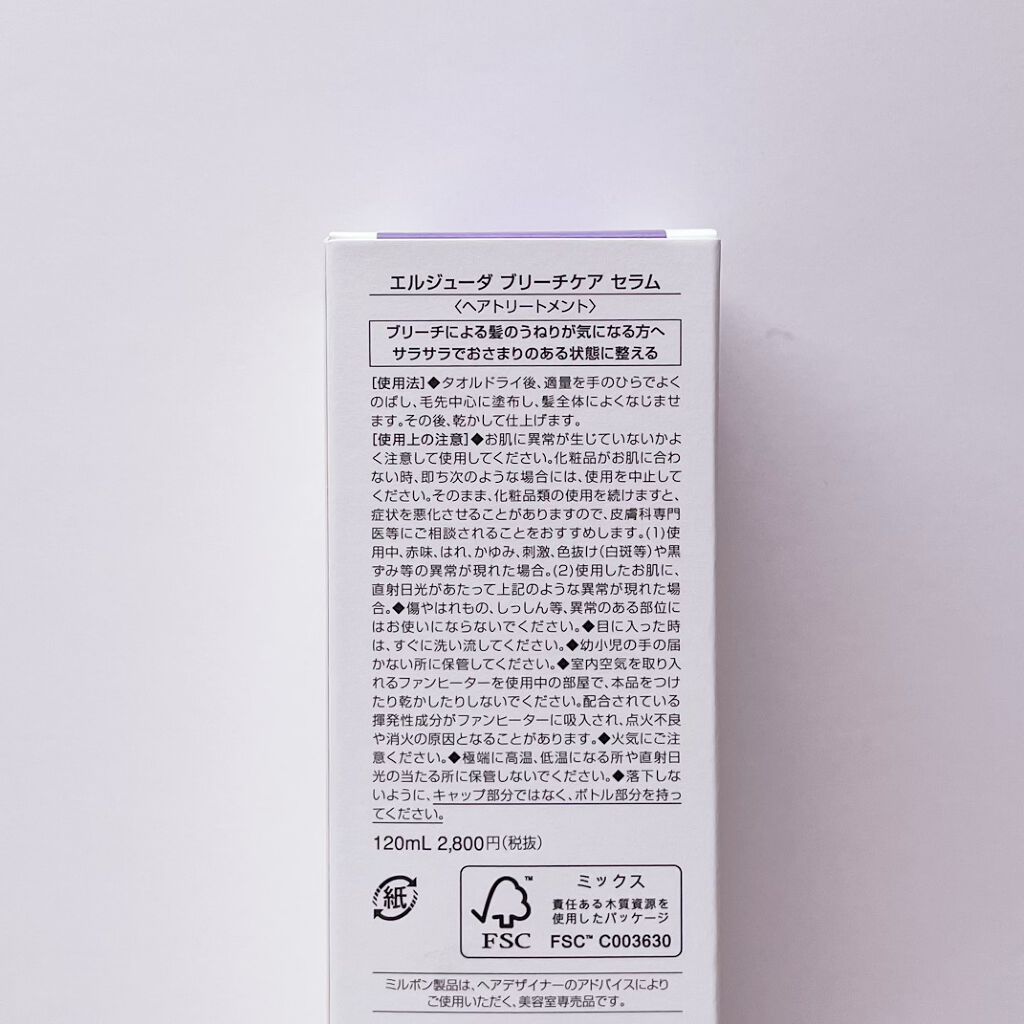 エルジューダ ブリーチケア セラム
〈ヘアトリートメント〉
ブリーチによる髪のうねりが気になる方へ
サラサラでおさまりのある状態に整える
[使用法]◆タオルドライ後、適量を手のひらでよく
のばし、毛先中心に塗布し、髪全体によくなじませ
ます。その後、乾かして仕上げます。
[使用上の注意]◆お肌に異常が生じていないかよ
く注意して使用してください。化粧品がお肌に合わ
ない時、即ち次のような場合には、使用を中止して
ください。そのまま、化粧品類の使用を続けますと、
症状を悪化させることがありますので、皮膚科専門
医等にご相談されることをおすすめします。(1)使
用中、赤味、はれ、かゆみ、刺激、色抜け(白斑等)や黒
ずみ等の異常が現れた場合。(2)使用したお肌に、
直射日光があたって上記のような異常が現れた場
合。◆傷やはれもの、しっしん等、異常のある部位に
はお使いにならないでください。◆目に入った時
は、すぐに洗い流してください。◆幼小児の手の届
かない所に保管してください。◆室内空気を取り入
れるファンヒーターを使用中の部屋で、本品をつけ
たり乾かしたりしないでください。配合されている
揮発性成分がファンヒーターに吸入され、点火不良
や消火の原因となることがあります。◆火気にご注
意ください。◆極端に高温、低温になる所や直射日
光の当たる所に保管しないでください。◆落下しな
いように、キャップ部分ではなく、ボトル部分を持っ
てください。
120mL 2,800円(税抜)
紙
FSC
™
ミックス
責任ある木質資源を
使用したパッケージ
FSC™ C003630
ミルボン製品は、ヘアデザイナーのアドバイスにより
ご使用いただく、美容室専売品です。